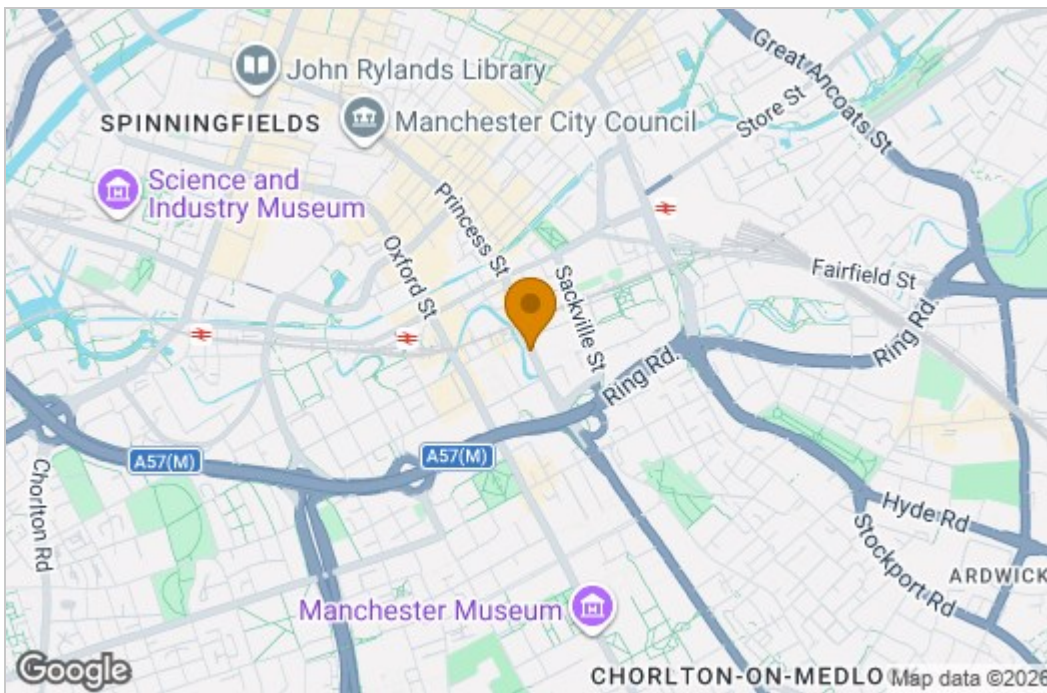 Great Ancoats St
John Rylands Library
Store St
SPINNINGFIELDS
Manchester City Council
Science and
Industry Museum
Princess St
Oxford St
Sackville St
Fairfield St
Ring Rd.
Ring Rd.
A57(M)
A57(M)
Chorlton Rd
Hyde Rd
Stockport Rd
ARDWICK
Manchester Museum
Google
CHORLTON-ON-MEDLO
Map data ©2026